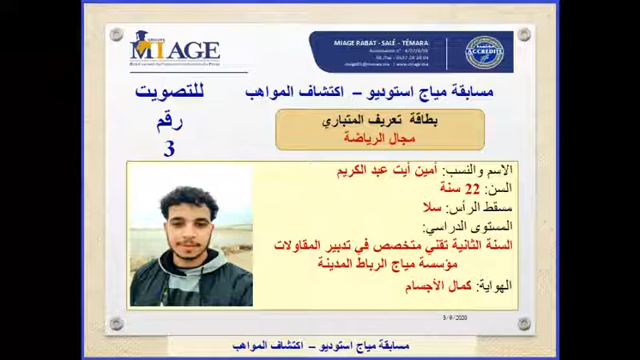 MIAGE
MIAGE RABAT - SALÉ - TÉMARA
ACCREDITÉ
مسابقة مياج استوديو – اكتشاف المواهب
للتصويت
رقم
3
بطاقة تعريف المتباري
مجال الرياضة
الاسم والنسب: أمين أيت عبد الكريم
السن: 22 سنة
مسقط الرأس: سلا
المستوى الدراسي:
السنة الثانية تقني متخصص في تدبير المقاولات
مؤسسة مياج الرباط المدينة
الهواية: كمال الأجسام
مسابقة مياج استوديو – اكتشاف المواهب